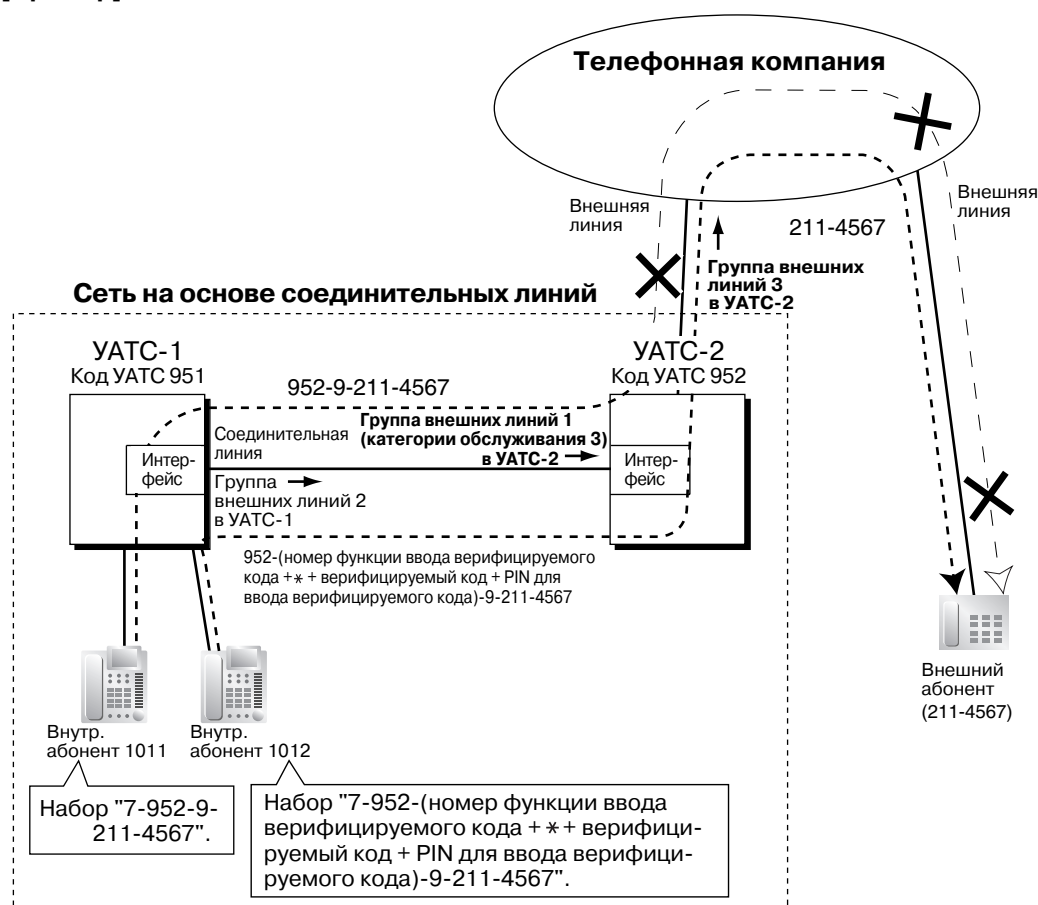 Телефонная компания
Внешняя
линия
211-4567
Внешняя
линия
Группа внешних
линий 3
в УАТС-2
Сеть на основе соединительных линий
УАТС-1
Код УАТС 951
УАТС-2
Код УАТС 952
952-9-211-4567
Соединительная
линия
Группа внешних линий 1
(категории обслуживания 3)
в УАТС-2
Интер-
фейс
Интер-
фейс
Группа
внешних линий 2
в УАТС-1
952-(номер функции ввода верифицируемого
кода +*+ верифицируемый код + PIN для
ввода верифицируемого кода)-9-211-4567
Внутр.
абонент 1011
Внутр.
абонент 1012
Внешний
абонент
(211-4567)
Набор "7-952-9-
211-4567".
Набор "7-952-(номер функции ввода
верифицируемого кода +*+ верифици-
руемый код + PIN для ввода верифици-
руемого кода)-9-211-4567".